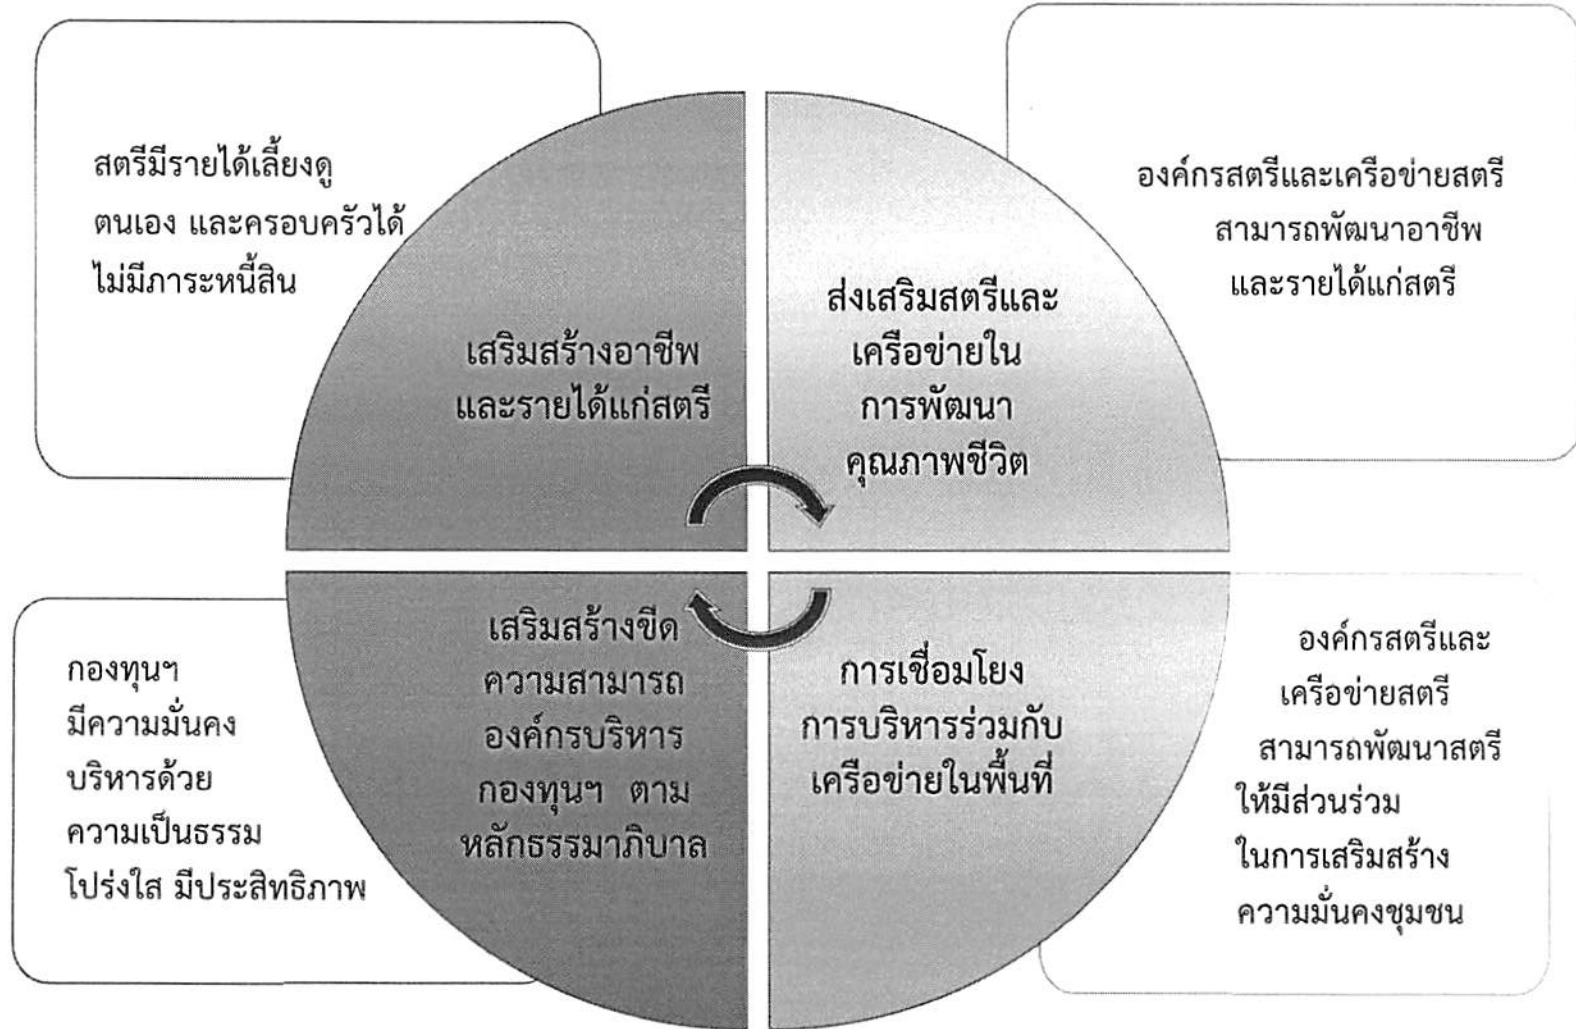 สตรีมีรายได้เลี้ยงดู
ตนเอง และครอบครัวได้
ไม่มีภาระหนี้สิน
เสริมสร้างอาชีพ
และรายได้แก่สตรี
ส่งเสริมสตรีและ
เครือข่ายใน
การพัฒนา
คุณภาพชีวิต
องค์กรสตรีและเครือข่ายสตรี
สามารถพัฒนาอาชีพ
และรายได้แก่สตรี
กองทุนฯ
มีความมั่นคง
บริหารด้วย
ความเป็นธรรม
โปร่งใส มีประสิทธิภาพ
เสริมสร้างขีด
ความสามารถ
องค์กรบริหาร
กองทุนฯ ตาม
หลักธรรมาภิบาล
การเชื่อมโยง
การบริหารร่วมกับ
เครือข่ายในพื้นที่
องค์กรสตรีและ
เครือข่ายสตรี
สามารถพัฒนาสตรี
ให้มีส่วนร่วม
ในการเสริมสร้าง
ความมั่นคงชุมชน